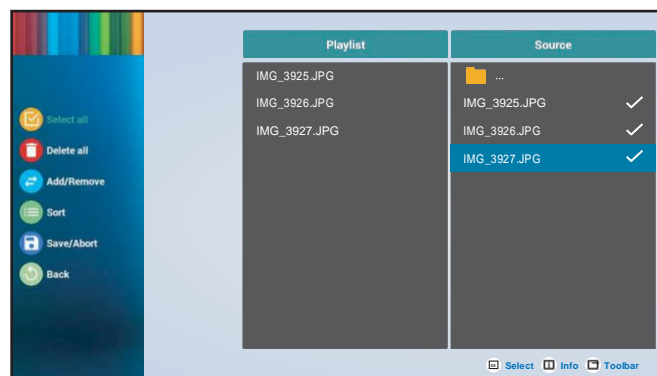 Select all
Delete all
Add/Remove
Sort
Save/Abort
Back
Playlist
IMG_3925.JPG
IMG_3926.JPG
IMG_3927.JPG
Source
...
IMG_3925.JPG
IMG_3926.JPG
IMG_3927.JPG
Select Info Toolbar